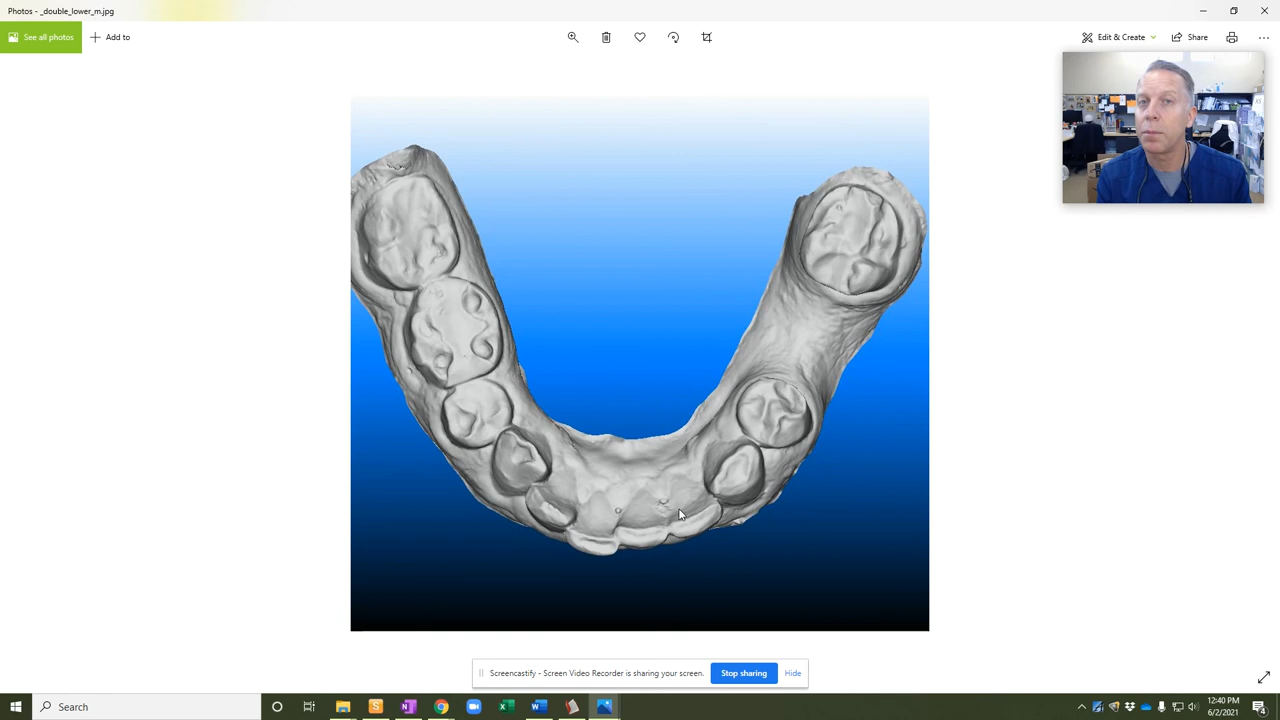 Photos - _double_lower_m.jpg
See all photos
Add to
Edit & Create
Share
Screencastify - Screen Video Recorder is sharing your screen.
Stop sharing
Hide
Search
12:40 PM
6/2/2021
4